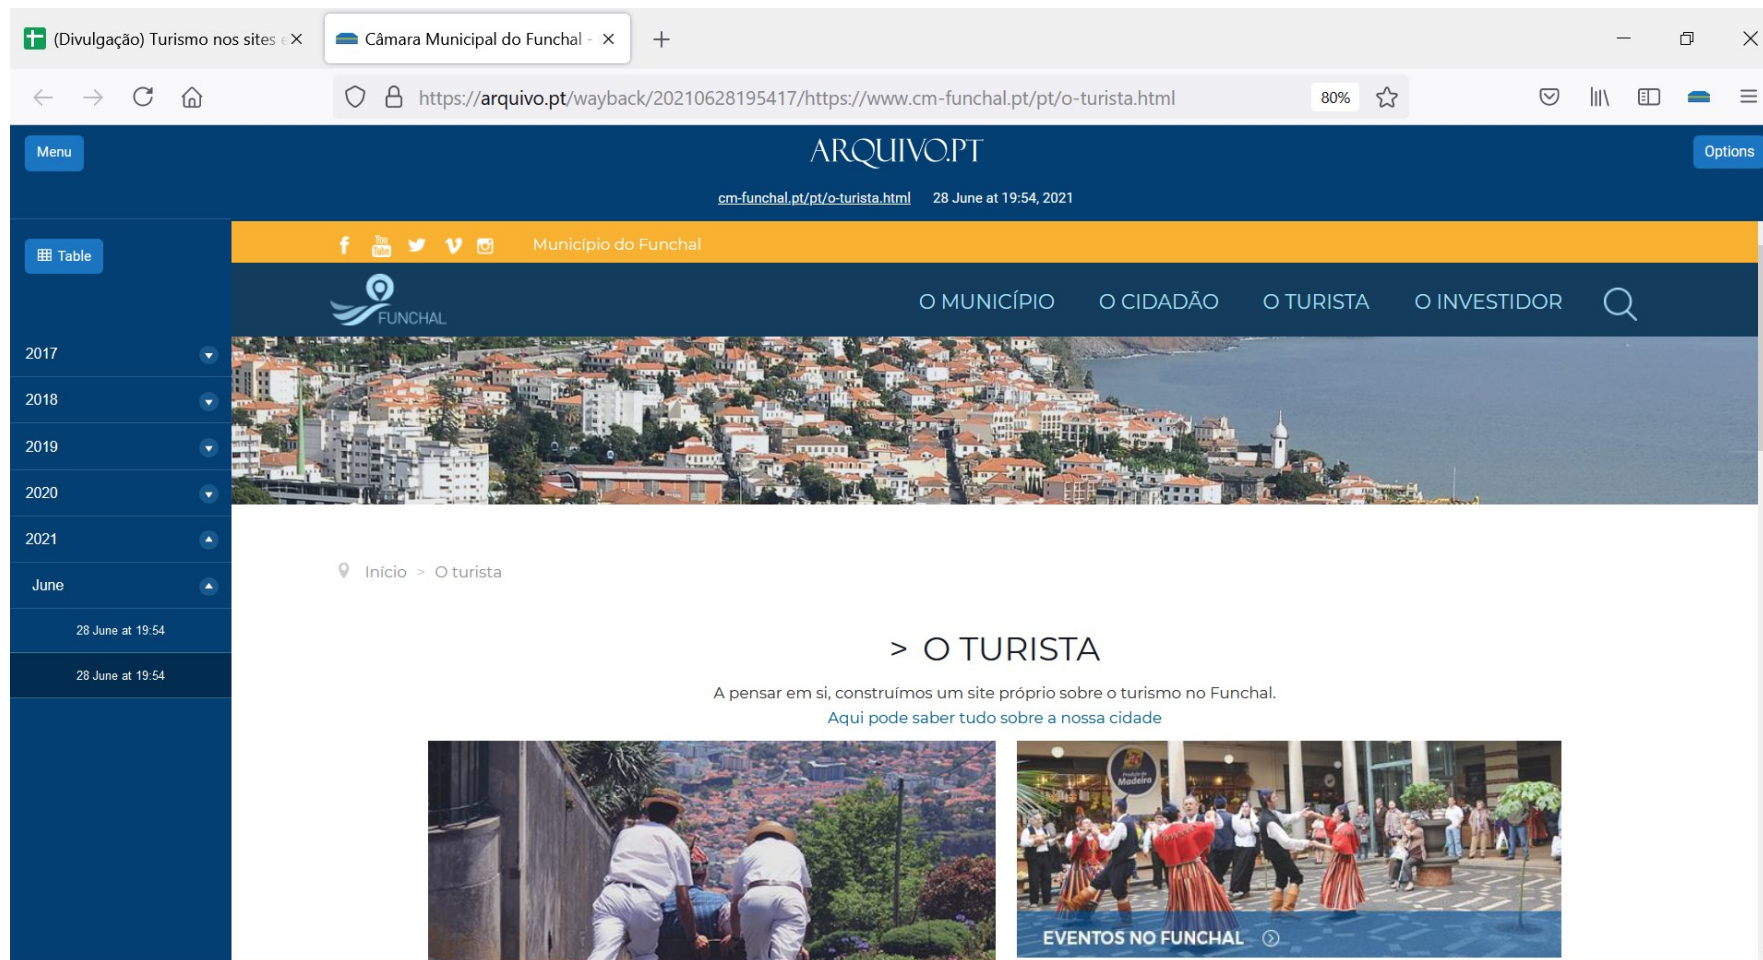 (Divulgação) Turismo nos sites e
Câmara Municipal do Funchal -
https://arquivo.pt/wayback/20210628195417/https://www.cm-funchal.pt/pt/o-turista.html
80%
Menu
ARQUIVO.PT
Options
cm-funchal.pt/pt/o-turista.html 28 June at 19:54, 2021
Table
You Tube
Município do Funchal
FUNCHAL
O MUNICÍPIO O CIDADÃO O TURISTA O INVESTIDOR
2017
2018
2019
2020
2021
June
28 June at 19:54
28 June at 19:54
Início > O turista
> O TURISTA
A pensar em si, construímos um site próprio sobre o turismo no Funchal.
Aqui pode saber tudo sobre a nossa cidade
Madeira
EVENTOS NO FUNCHAL